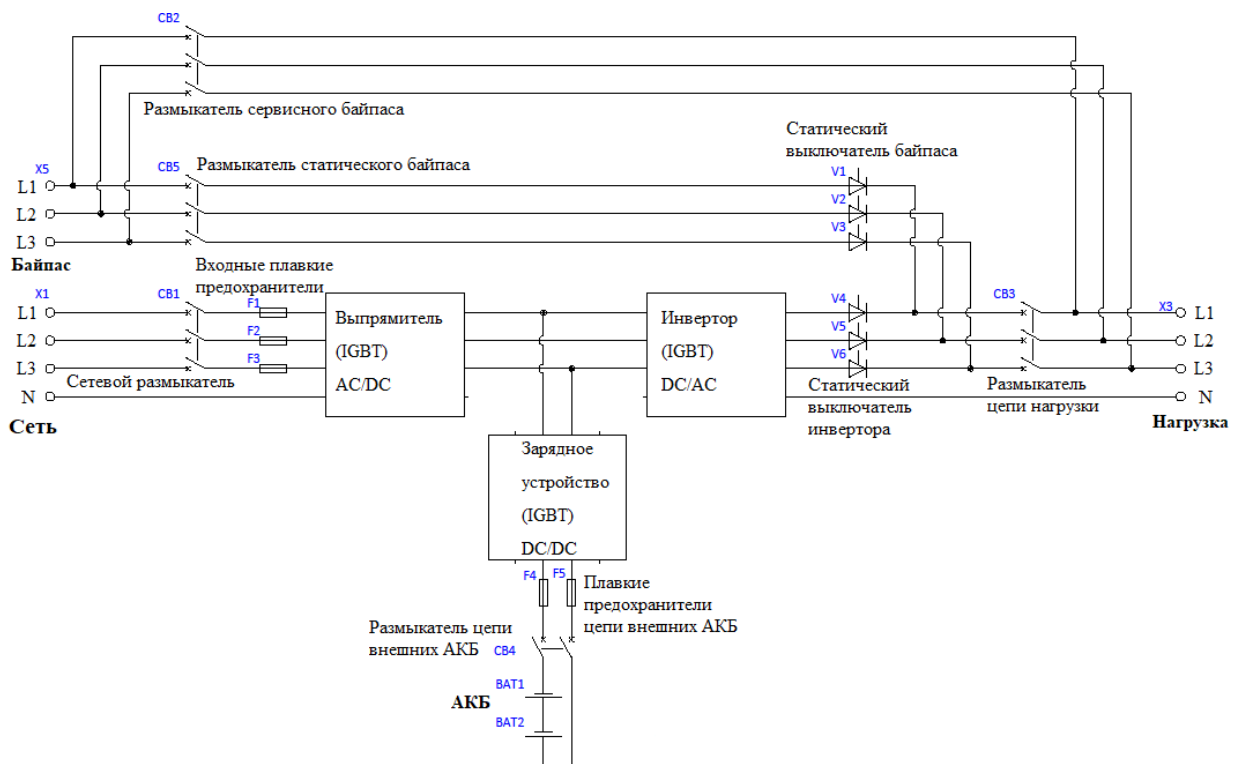 CB2
Размыкатель сервисного байпаса
Статический
выключатель байпаса
X5
CB5
Размыкатель статического байпаса
V1
L1
V2
L2
V3
L3
Байпас
Входные плавкие
предохранители
X1
CB1
F1
V4
CB3
X3
L1
Выпрямитель
Инвертор
L1
F2
V5
L2
(IGBT)
(IGBT)
L2
F3
V6
L3
L3
Сетевой размыкатель
AC/DC
DC/AC
Статический
выключатель
инвертора
Размыкатель
цепи нагрузки
N
N
Сеть
Нагрузка
Зарядное
устройство
(IGBT)
DC/DC
F4
F5
Плавкие
предохранители
цепи внешних АКБ
Размыкатель цепи
внешних АКБ
CB4
BAT1
АКБ
BAT2